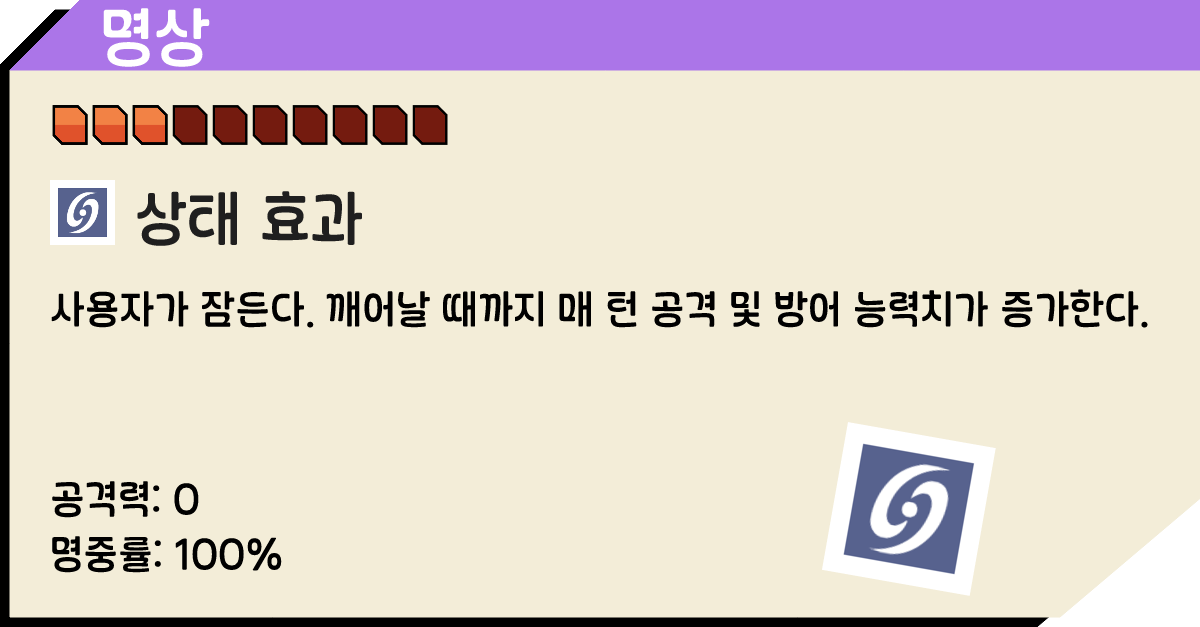 명상
상태 효과
사용자가 잠든다. 깨어날 때까지 매 턴 공격 및 방어 능력치가 증가한다.
공격력: 0
명중률: 100%